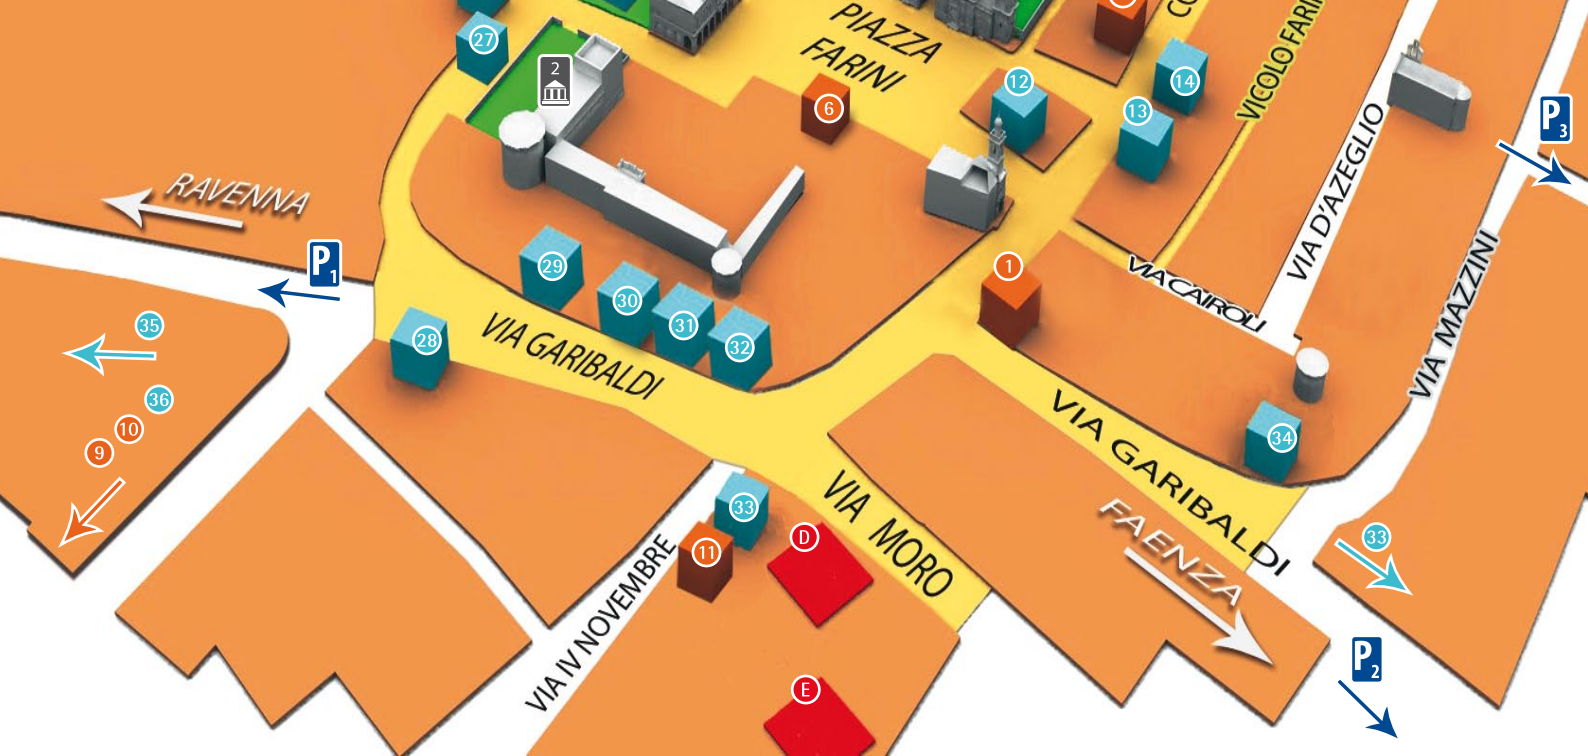 27
2
PIAZZA
FARINI
6
12
14
13
VICOLO FARI
VIA D'AZEGLIO
P3
RAVENNA
P1
29
30
31
32
1
VIA CAIROLI
VIA MAZZINI
35
28
VIA GARIBALDI
36
10
9
VIA GARIBALDI
34
33
11
D
VIA MORO
FAENZA
33
VIA IV NOVEMBRE
E
P2